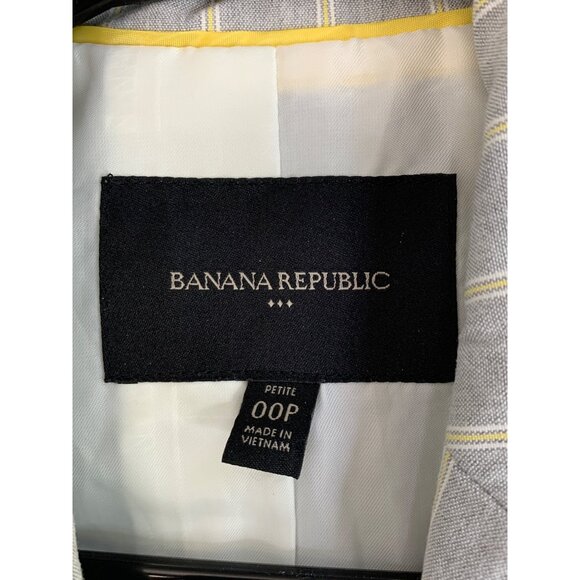 BANANA REPUBLIC
PETITE
00P
MADE IN
VIETNAM